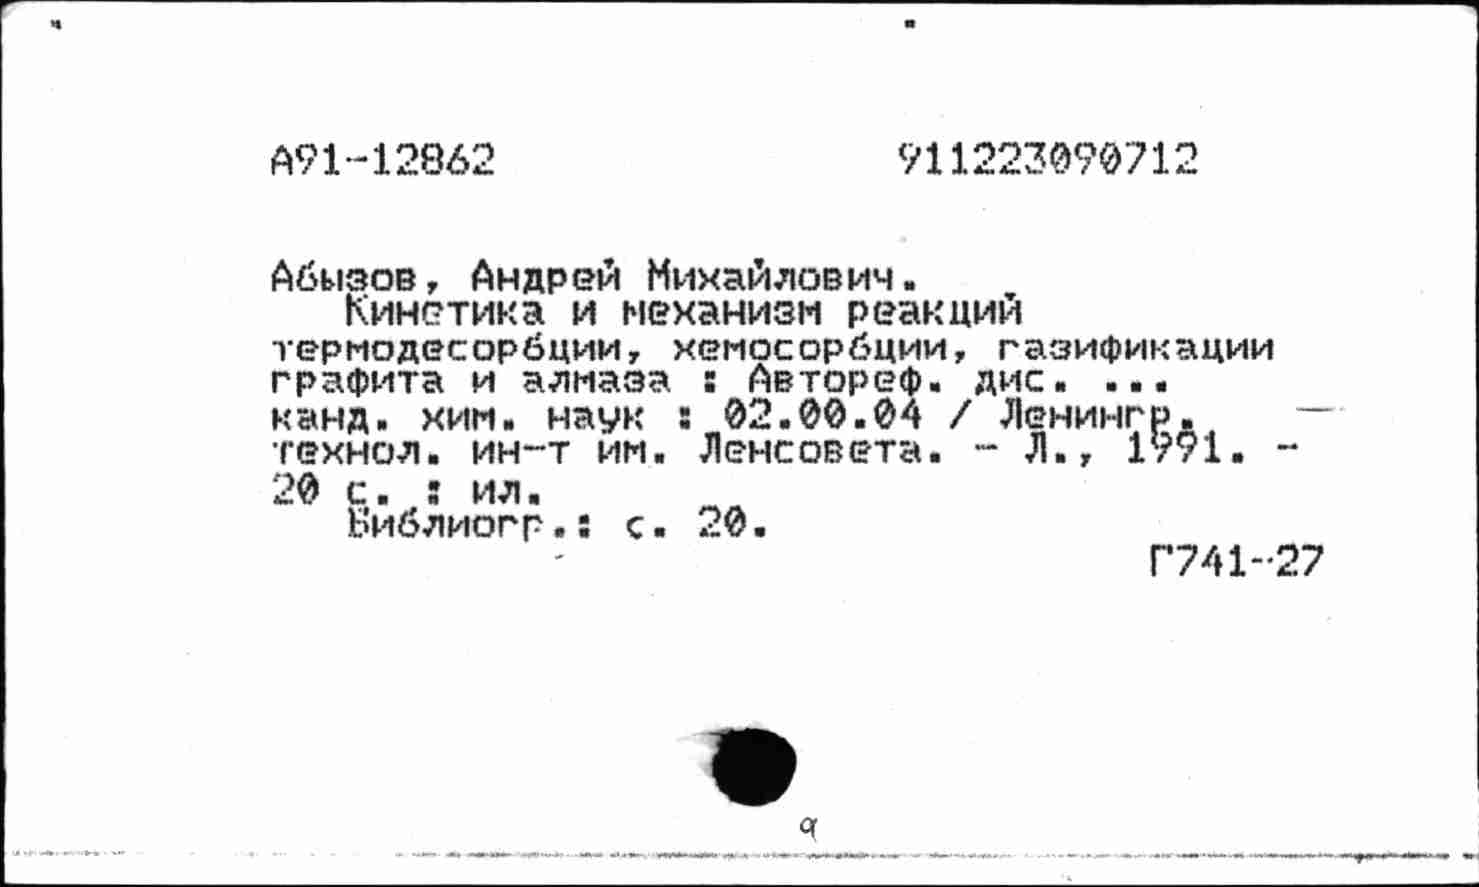 А91-12862 911223090712
Абызов, Андрей Михайлович.
Кинетика и механизм реакций
термодесорбции, хемосорбции, газификации
графита и алмаза : Автореф. дис. ...
канд. хим. наук : 02.00.04 / Ленингр.
технол. ин-т им. Ленсовета. - Л., 1991. -
20 с. : ил.
Библиогр.: с. 20.
Г741-27